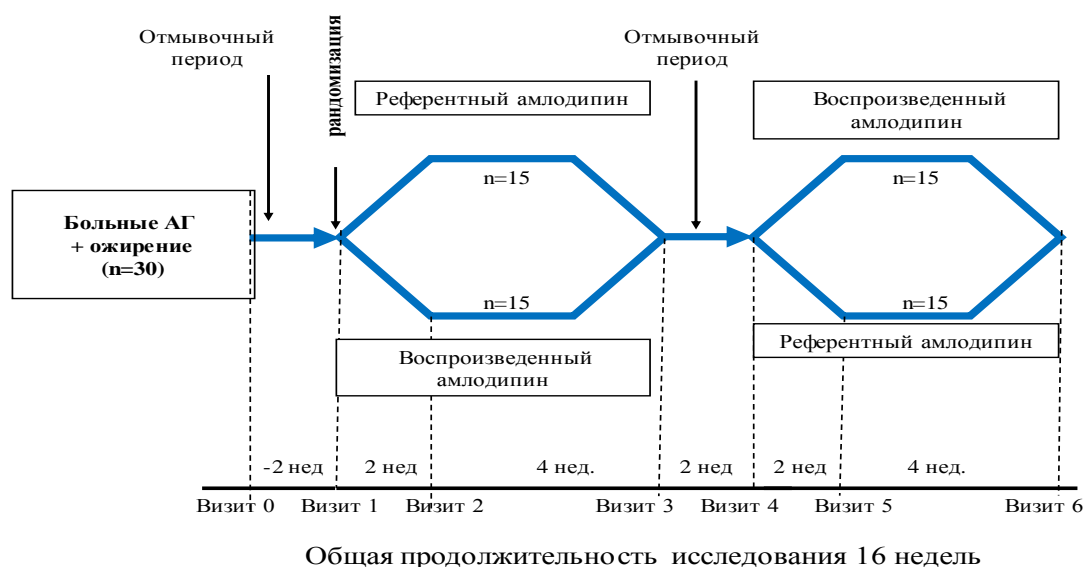 Отмывочный
период
рандомизация
Отмывочный
период
Референтный амлодипин
Воспроизведенный
амлодипин
n=15
n=15
Больные АГ
+ ожирение
(n=30)
n=15
n=15
Воспроизведенный
амлодипин
Референтный амлодипин
-2 нед
2 нед
4 нед.
2 нед
2 нед
4 нед.
Визит 0
Визит 1
Визит 2
Визит 3
Визит 4
Визит 5
Визит 6
Общая продолжительность исследования 16 недель